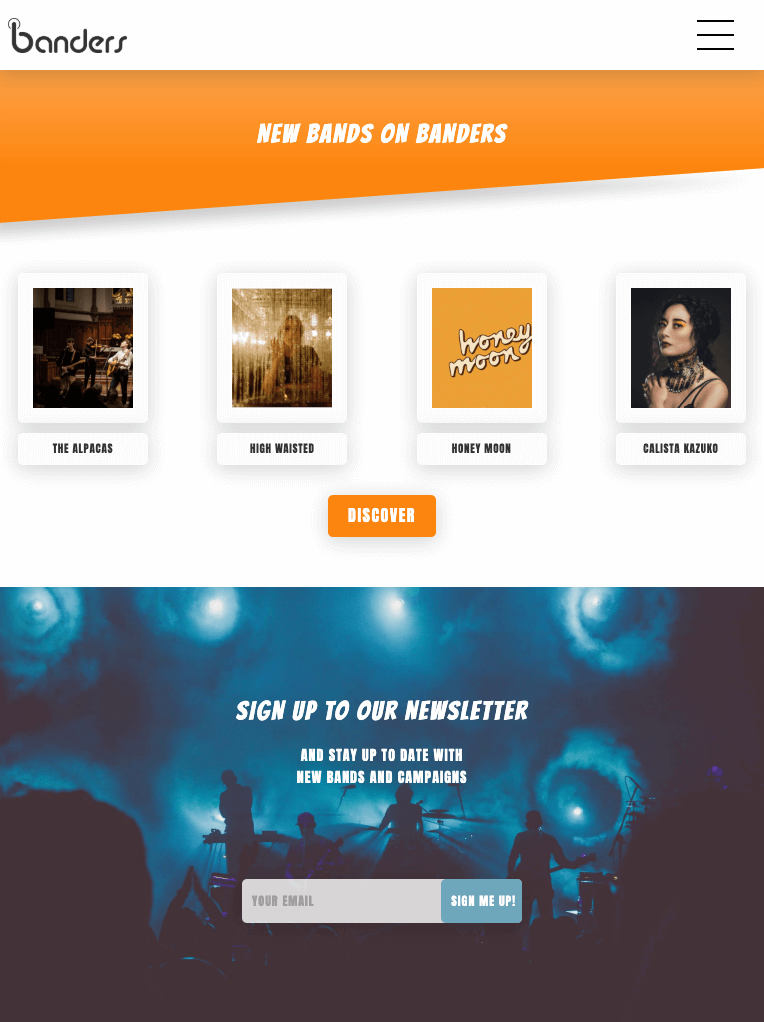 banders
NEW BANDS ON BANDERS
honey
moon
THE ALPACAS
HIGH WAISTED
HONEY MOON
CALISTA KAZUKO
DISCOVER
SIGN UP TO OUR NEWSLETTER
AND STAY UP TO DATE WITH
NEW BANDS AND CAMPAIGNS
YOUR EMAIL
SIGN ME UP!